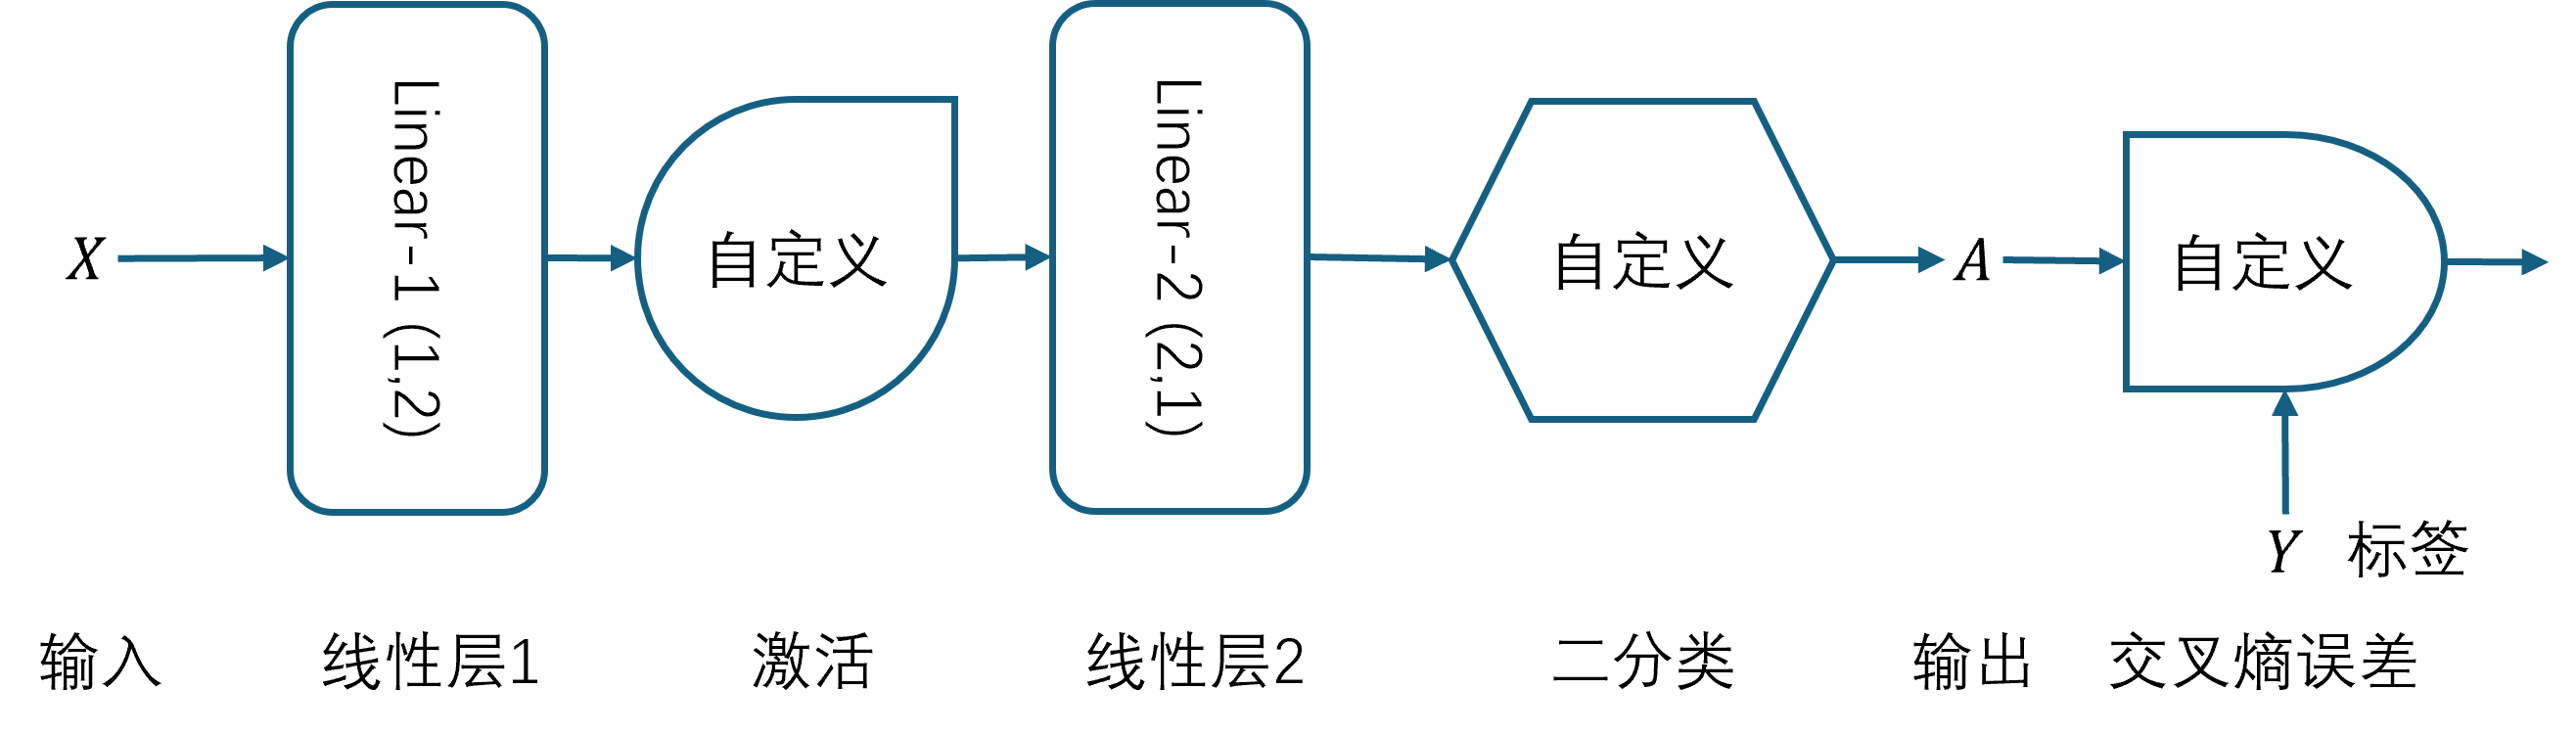 X
Linear-1 (1,2)
自定义
Linear-2 (2,1)
自定义
A
自定义
Y 标签
输入 线性层1 激活 线性层2 二分类 输出 交叉熵误差